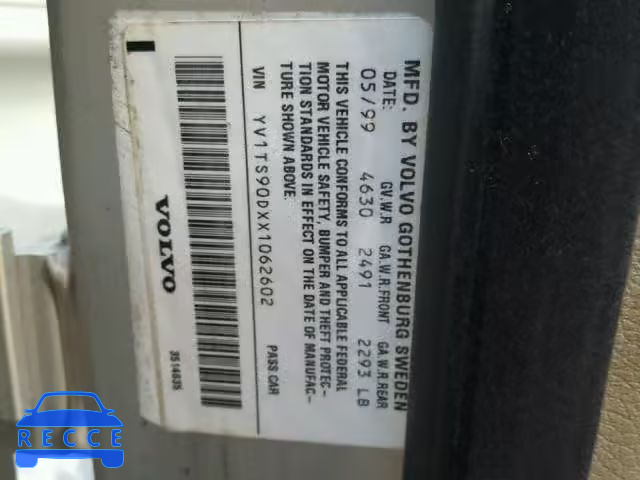 MFD. BY VOLVO GOTHENBURG SWEDEN
DATE: GV.W.R GA.W.R.FRONT GA.W.R.REAR
05/99 4630 2491 2293 LB
THIS VEHICLE CONFORMS TO ALL APPLICABLE FEDERAL
MOTOR VEHICLE SAFETY, BUMPER AND THEFT PROTEC-
TION STANDARDS IN EFFECT ON THE DATE OF MANUFAC-
TURE SHOWN ABOVE.
VIN YV1TS90DXX1062602 PASS CAR
VOLVO
3514635
RECCE